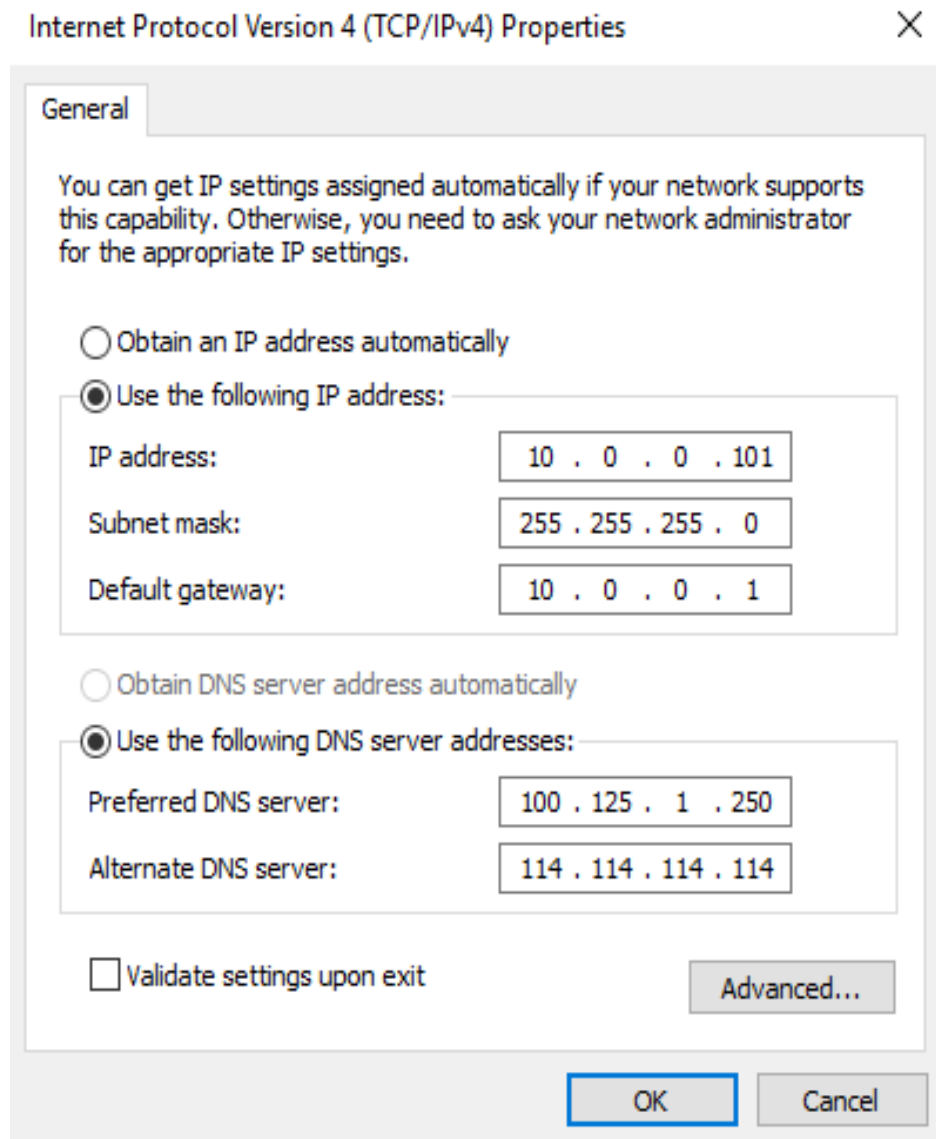 Internet Protocol Version 4 (TCP/IPv4) Properties
General
You can get IP settings assigned automatically if your network supports
this capability. Otherwise, you need to ask your network administrator
for the appropriate IP settings.
Obtain an IP address automatically
Use the following IP address:
IP address: 10 . 0 . 0 . 101
Subnet mask: 255 . 255 . 255 . 0
Default gateway: 10 . 0 . 0 . 1
Obtain DNS server address automatically
Use the following DNS server addresses:
Preferred DNS server: 100 . 125 . 1 . 250
Alternate DNS server: 114 . 114 . 114 . 114
Validate settings upon exit
Advanced...
OK Cancel